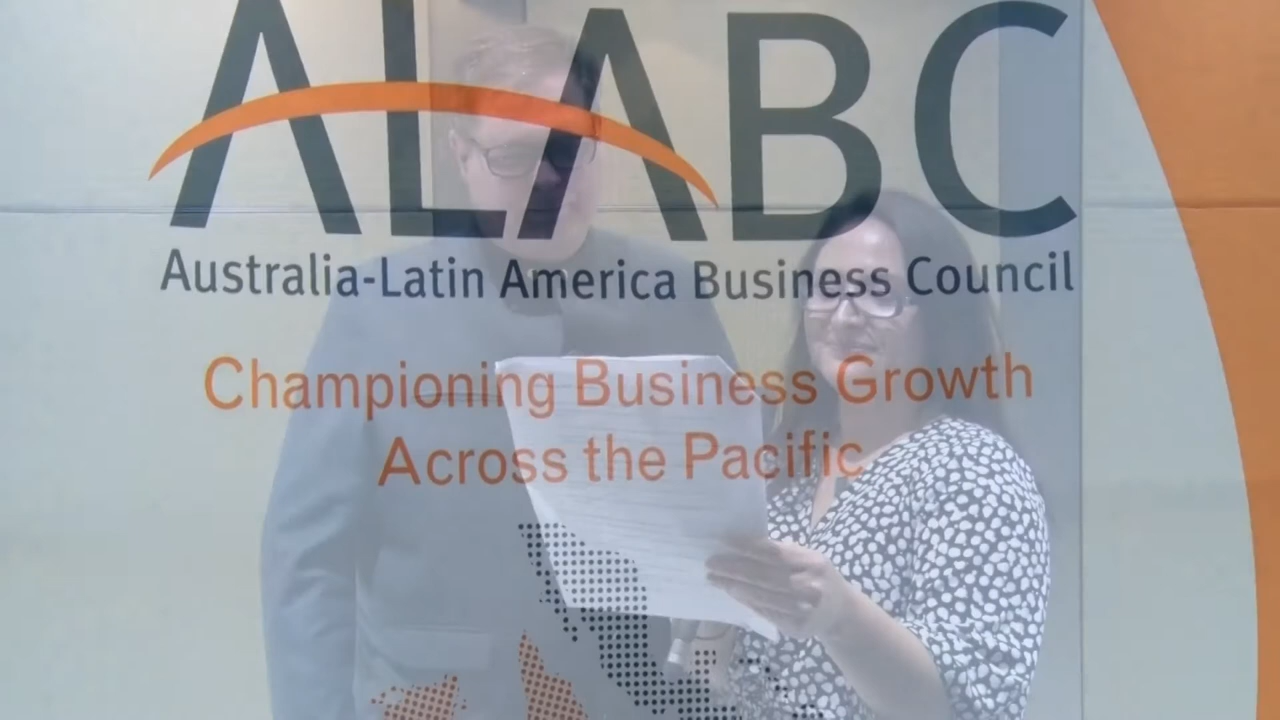 ALABC
Australia-Latin America Business Council
Championing Business Growth
Across the Pacific